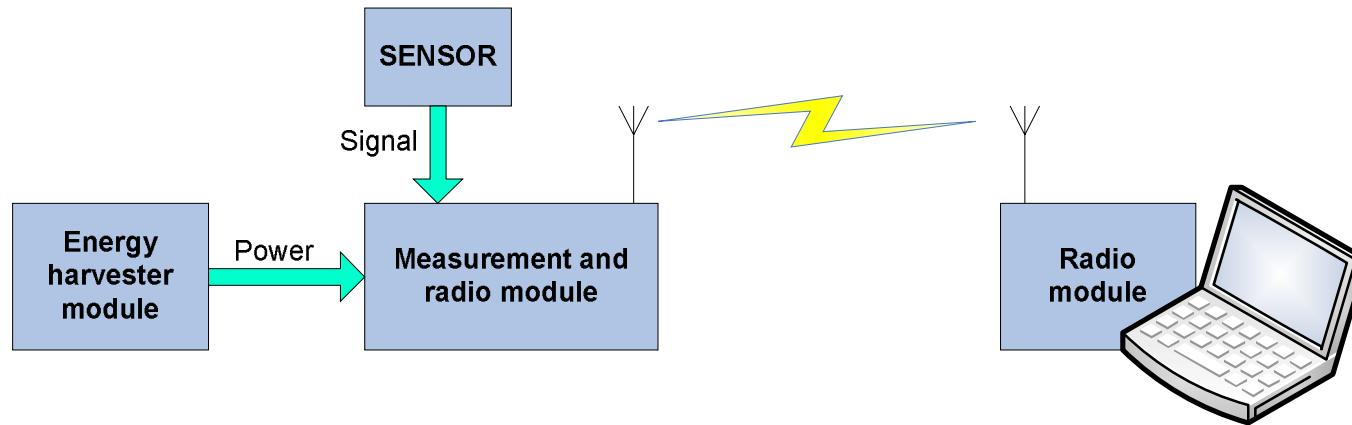 SENSOR
Signal
Energy
harvester
module
Power
Measurement and
radio module
Radio
module